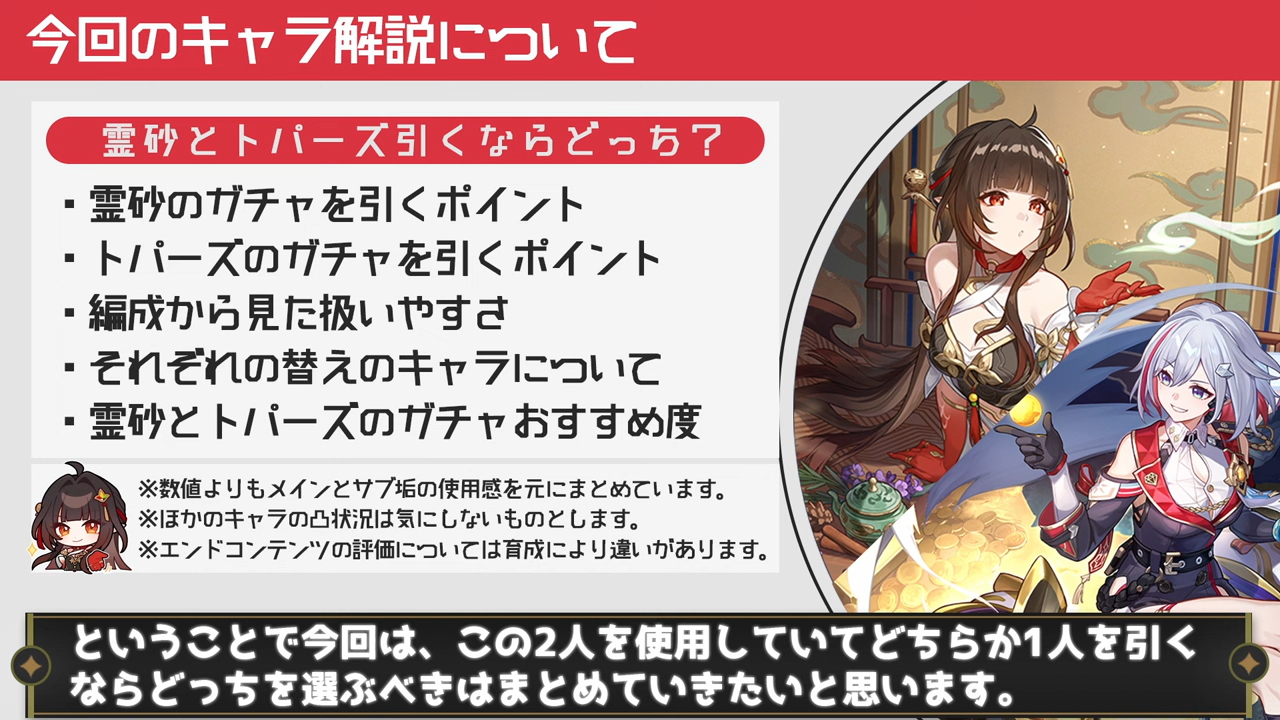 今回のキャラ解説について
霊砂とトパーズ引くならどっち？
・霊砂のガチャを引くポイント
・トパーズのガチャを引くポイント
・編成から見た扱いやすさ
・それぞれの替えのキャラについて
・霊砂とトパーズのガチャおすすめ度
※数値よりもメインとサブ垢の使用感を元にまとめています。
※ほかのキャラの凸状況は気にしないものとします。
※エンドコンテンツの評価については育成により違いがあります。
ということで今回は、この2人を使用していてどちらか1人を引く
ならどっちを選ぶべきはまとめていきたいと思います。